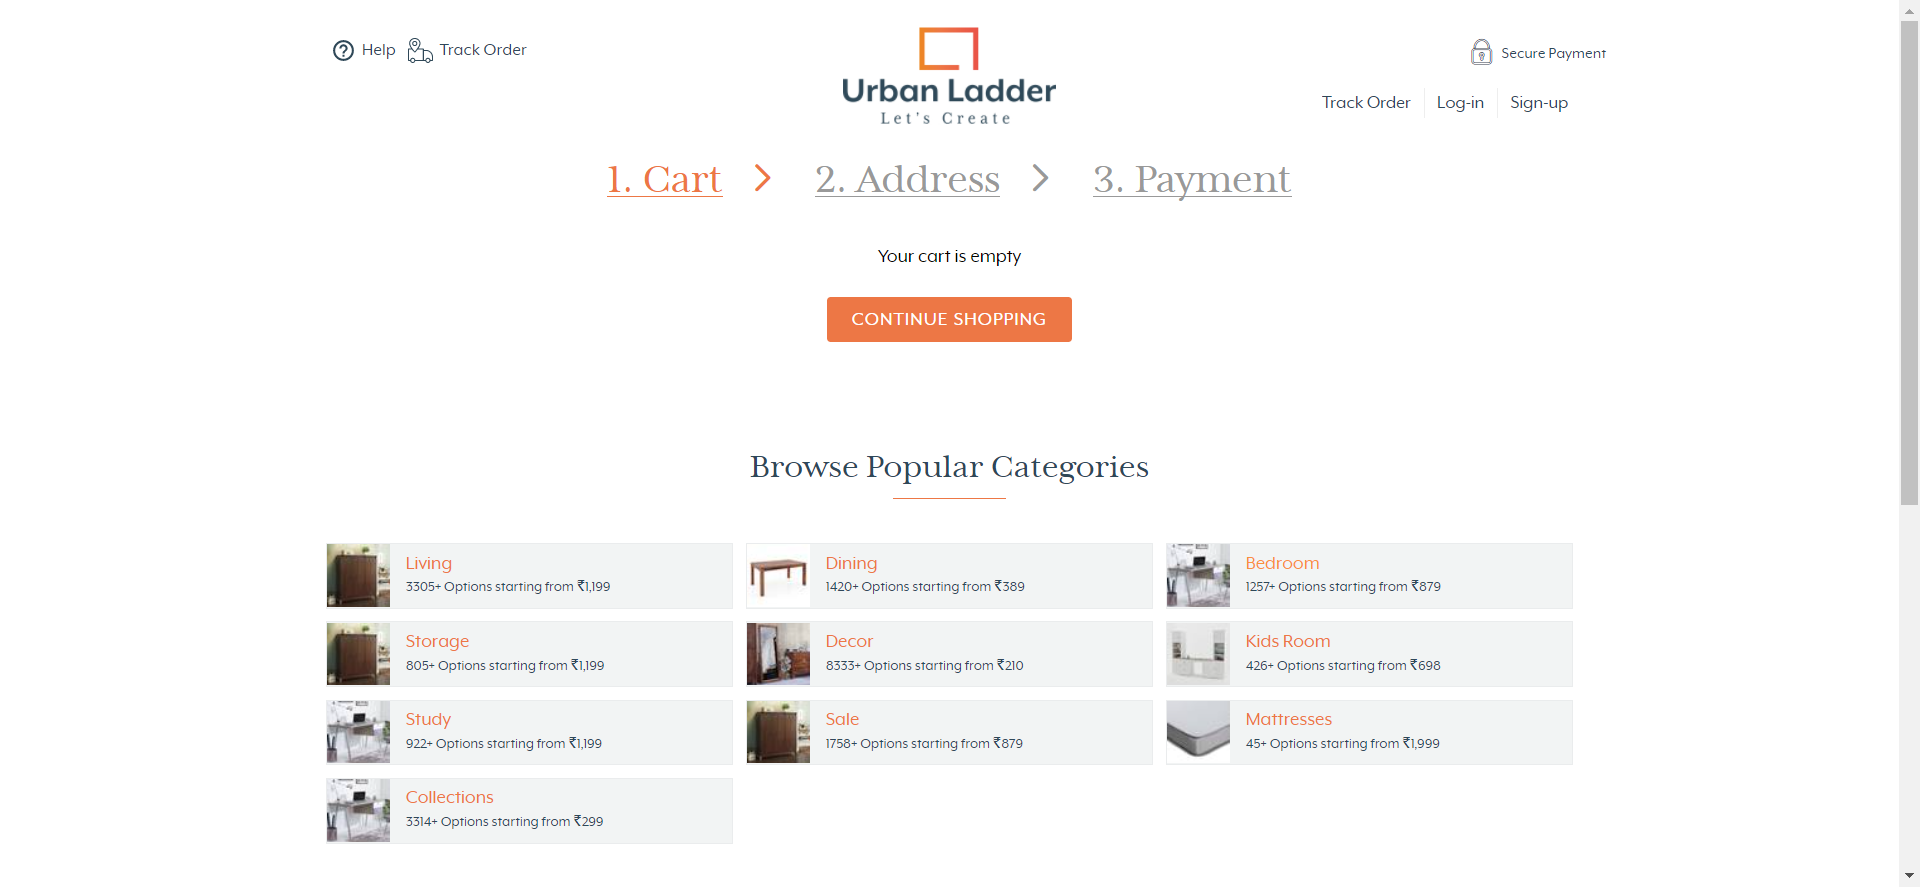 Help
Track Order
Urban Ladder
Let's Create
Secure Payment
Track Order
Log-in
Sign-up
1. Cart
2. Address
3. Payment
Your cart is empty
CONTINUE SHOPPING
Browse Popular Categories
Living
3305+ Options starting from ₹1,199
Dining
1420+ Options starting from ₹389
Bedroom
1257+ Options starting from ₹879
Storage
805+ Options starting from ₹1,199
Decor
8333+ Options starting from ₹210
Kids Room
426+ Options starting from ₹698
Study
922+ Options starting from ₹1,199
Sale
1758+ Options starting from ₹879
Mattresses
45+ Options starting from ₹1,999
Collections
3314+ Options starting from ₹299